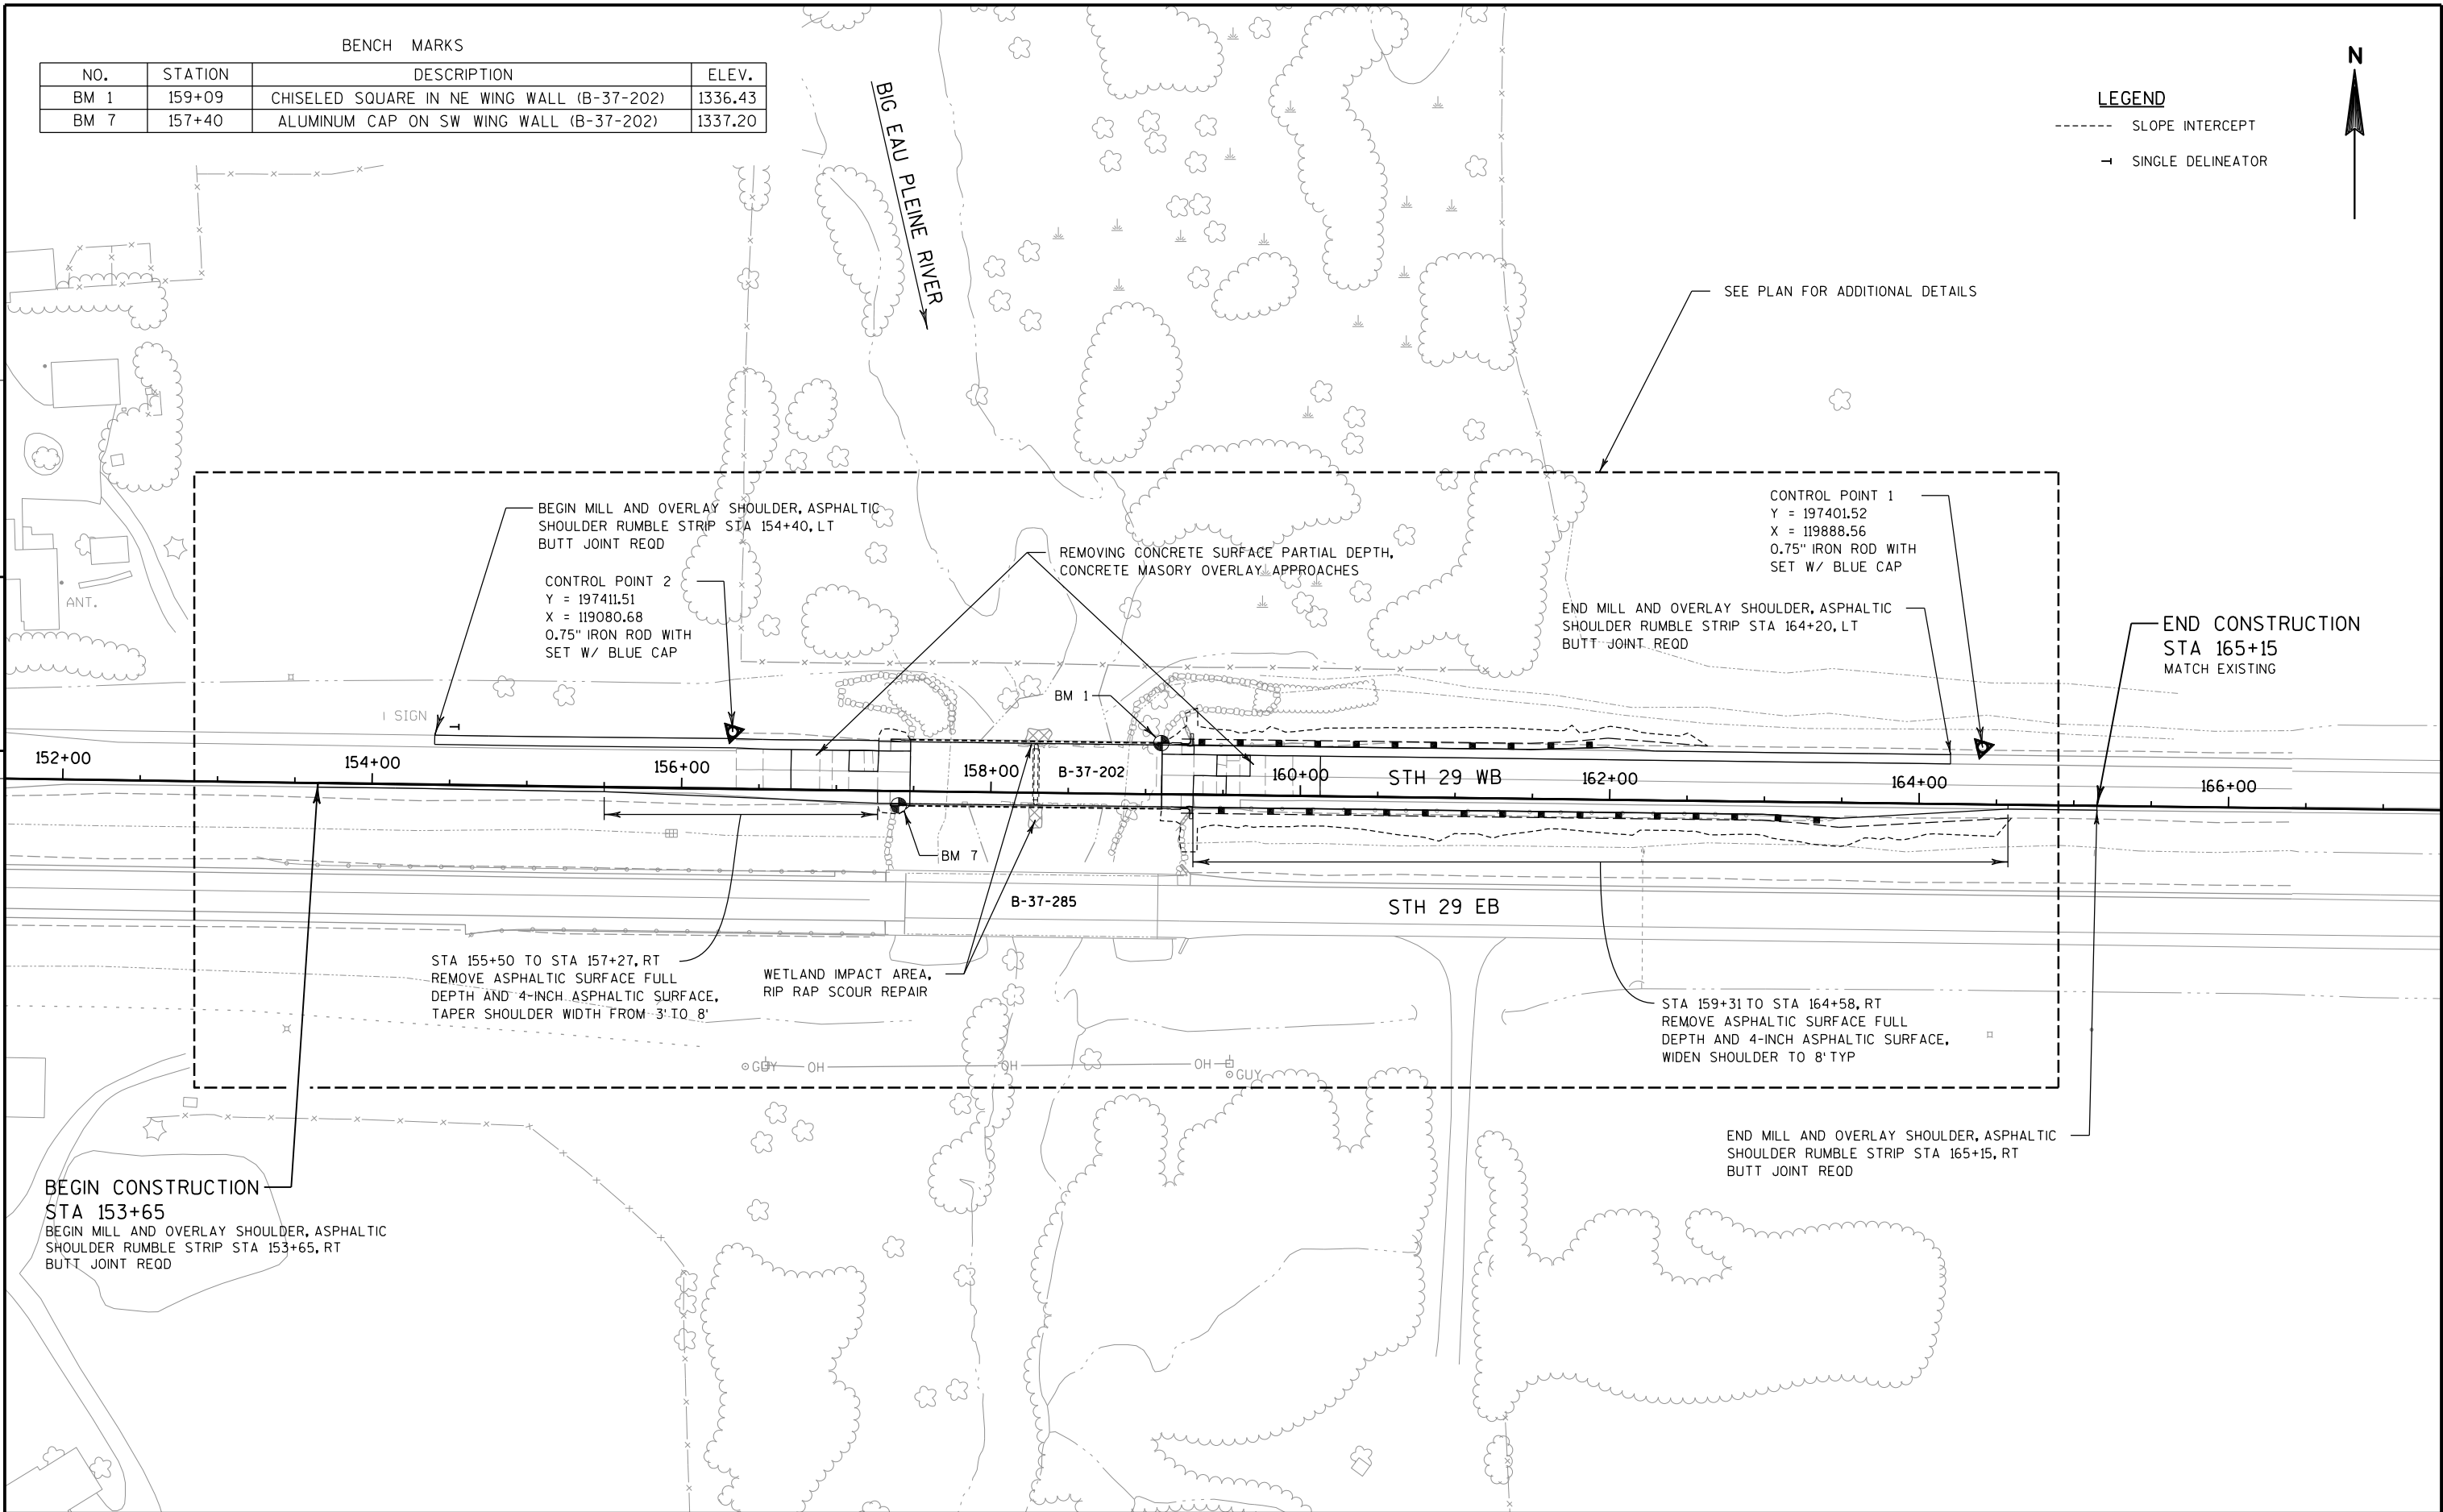 BENCH MARKS
NO. STATION DESCRIPTION ELEV.
BM 1 159+09 CHISELED SQUARE IN NE WING WALL (B-37-202) 1336.43
BM 7 157+40 ALUMINUM CAP ON SW WING WALL (B-37-202) 1337.20
BIG EAU PLEINE RIVER
LEGEND
SLOPE INTERCEPT
SINGLE DELINEATOR
N
SEE PLAN FOR ADDITIONAL DETAILS
BEGIN MILL AND OVERLAY SHOULDER, ASPHALTIC
SHOULDER RUMBLE STRIP STA 154+40, LT
BUTT JOINT REQD
CONTROL POINT 2
Y = 197411.51
X = 119080.68
0.75" IRON ROD WITH
SET W/ BLUE CAP
REMOVING CONCRETE SURFACE PARTIAL DEPTH,
CONCRETE MASORY OVERLAY APPROACHES
CONTROL POINT 1
Y = 197401.52
X = 119888.56
0.75" IRON ROD WITH
SET W/ BLUE CAP
END MILL AND OVERLAY SHOULDER, ASPHALTIC
SHOULDER RUMBLE STRIP STA 164+20, LT
BUTT JOINT REQD
END CONSTRUCTION
STA 165+15
MATCH EXISTING
ANT.
SIGN
BM 1
152+00
154+00
156+00
158+00
B-37-202
160+00
STH 29 WB
162+00
164+00
166+00
BM 7
B-37-285
STH 29 EB
STA 155+50 TO STA 157+27, RT
REMOVE ASPHALTIC SURFACE FULL
DEPTH AND 4-INCH ASPHALTIC SURFACE,
TAPER SHOULDER WIDTH FROM 3' TO 8'
WETLAND IMPACT AREA,
RIP RAP SCOUR REPAIR
STA 159+31 TO STA 164+58, RT
REMOVE ASPHALTIC SURFACE FULL
DEPTH AND 4-INCH ASPHALTIC SURFACE,
WIDEN SHOULDER TO 8' TYP
GUY OH OH OH GUY
END MILL AND OVERLAY SHOULDER, ASPHALTIC
SHOULDER RUMBLE STRIP STA 165+15, RT
BUTT JOINT REQD
BEGIN CONSTRUCTION
STA 153+65
BEGIN MILL AND OVERLAY SHOULDER, ASPHALTIC
SHOULDER RUMBLE STRIP STA 153+65, RT
BUTT JOINT REQD